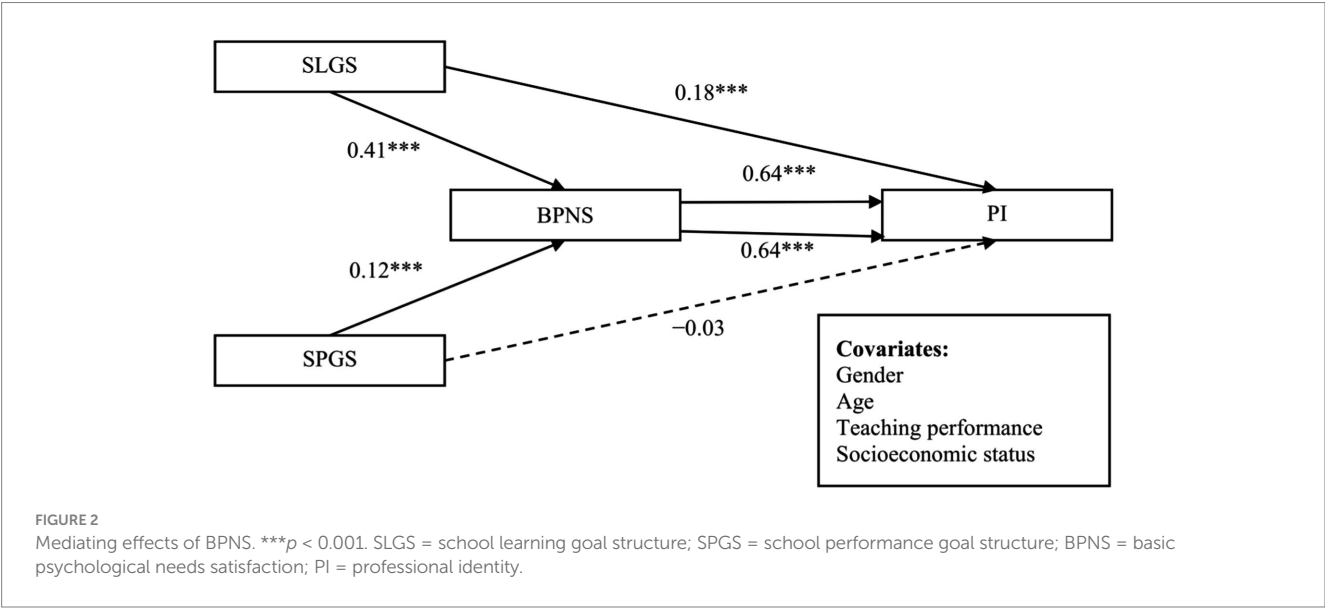 SLGS
0.18***
0.41***
0.64***
BPNS
PI
0.64***
0.12***
−0.03
SPGS
Covariates:
Gender
Age
Teaching performance
Socioeconomic status
FIGURE 2
Mediating effects of BPNS. ***p < 0.001. SLGS = school learning goal structure; SPGS = school performance goal structure; BPNS = basic
psychological needs satisfaction; PI = professional identity.